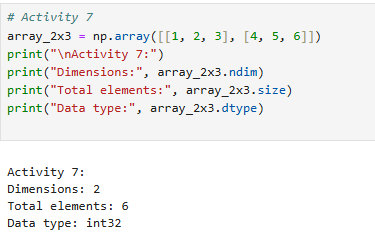 # Activity 7
array_2x3 = np.array([[1, 2, 3], [4, 5, 6]])
print("\nActivity 7:")
print("Dimensions:", array_2x3.ndim)
print("Total elements:", array_2x3.size)
print("Data type:", array_2x3.dtype)
Activity 7:
Dimensions: 2
Total elements: 6
Data type: int32